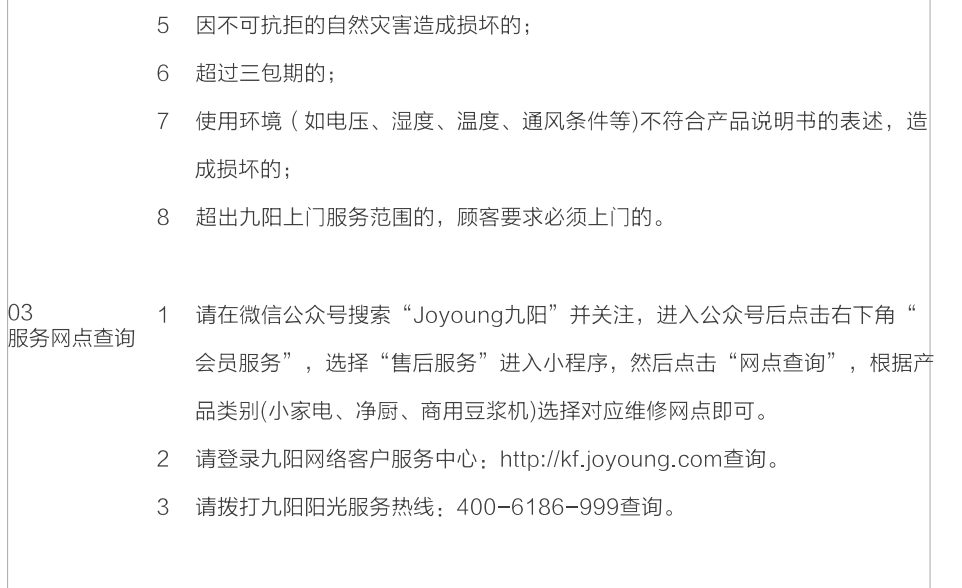 5 因不可抗拒的自然灾害造成损坏的；
6 超过三包期的；
7 使用环境（如电压、湿度、温度、通风条件等)不符合产品说明书的表述，造
成损坏的；
8 超出九阳上门服务范围的，顾客要求必须上门的。
03
服务网点查询
1 请在微信公众号搜索“Joyoung九阳”并关注，进入公众号后点击右下角“
会员服务”，选择“售后服务”进入小程序，然后点击“网点查询”，根据产
品类别(小家电、净厨、商用豆浆机)选择对应维修网点即可。
2 请登录九阳网络客户服务中心：http://kf.joyoung.com查询。
3 请拨打九阳阳光服务热线：400-6186-999查询。